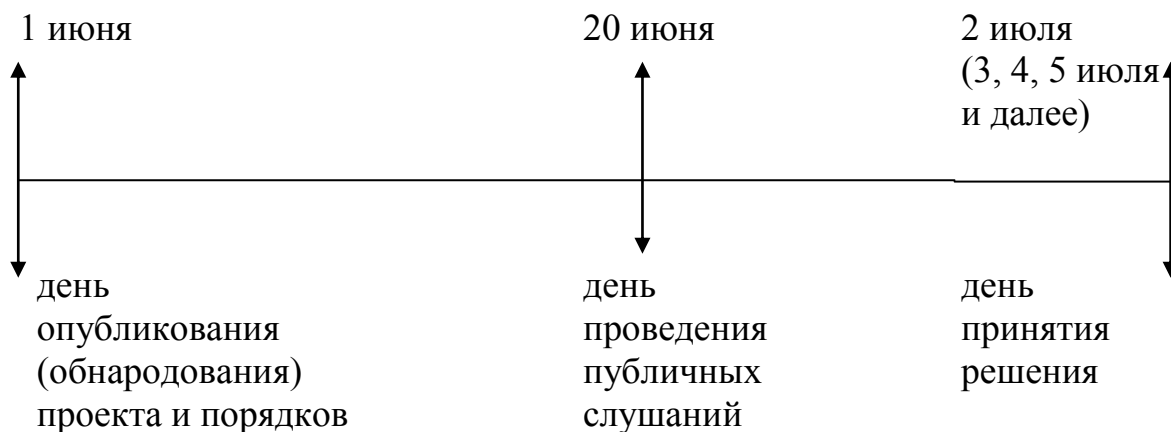 1 июня
20 июня
2 июля
(3, 4, 5 июля
и далее)
день
опубликования
(обнародования)
проекта и порядков
день
проведения
публичных
слушаний
день
принятия
решения